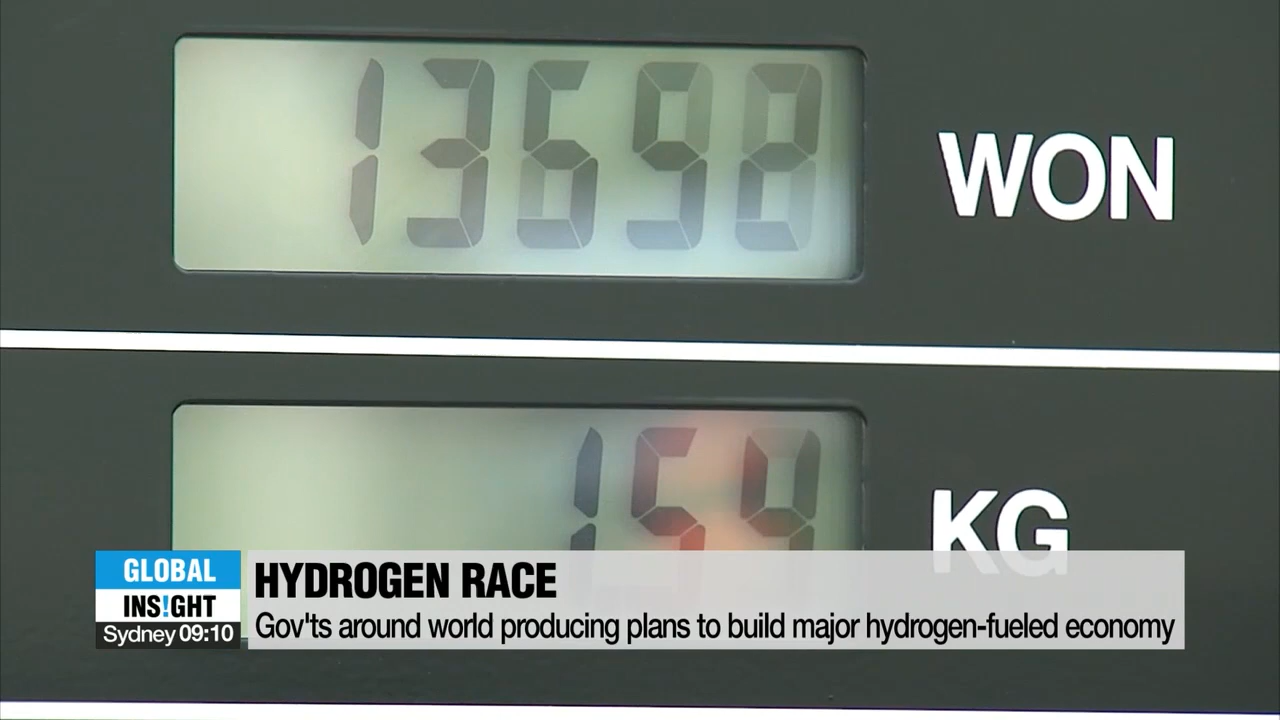 13698
WON
KG
GLOBAL
INS!GHT
Sydney 09:10
HYDROGEN RACE
Gov'ts around world producing plans to build major hydrogen-fueled economy